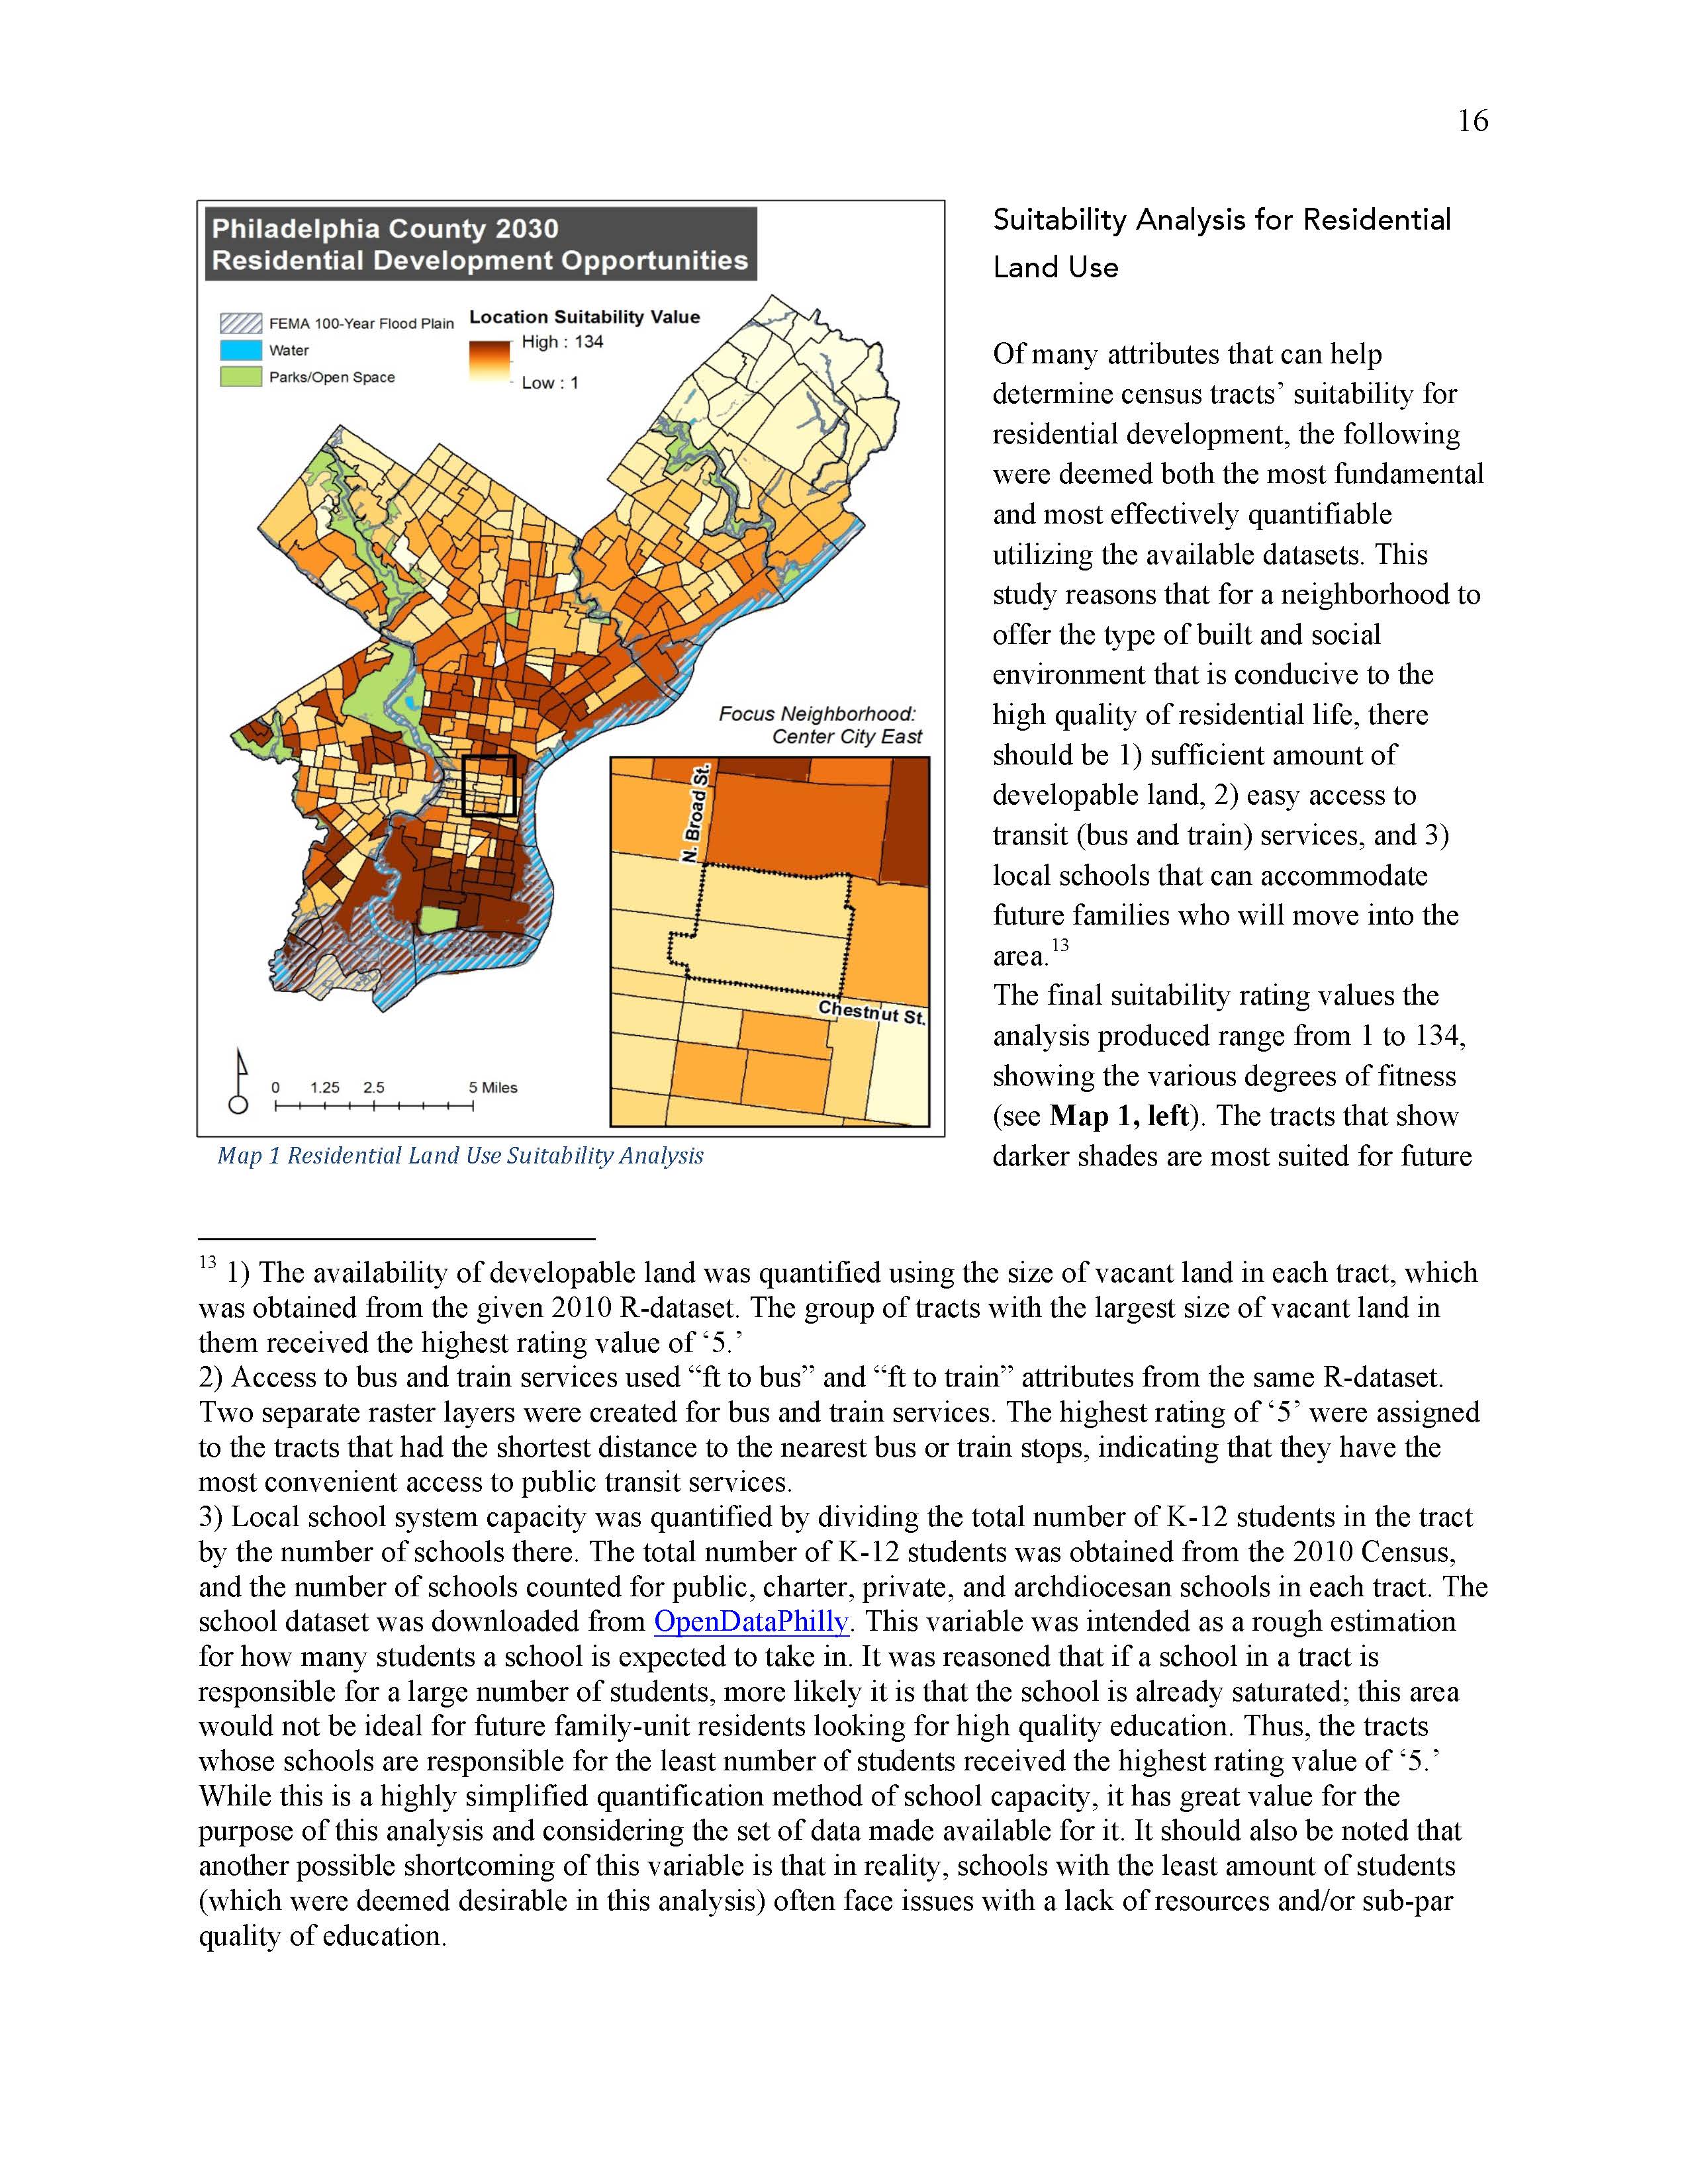 16
Philadelphia County 2030
Residential Development Opportunities
FEMA 100-Year Flood Plain
Water
Parks/Open Space
Location Suitability Value
High : 134
Low : 1
Focus Neighborhood:
Center City East
N. Broad St.
Chestnut St.
0 1.25 2.5 5 Miles
Map 1 Residential Land Use Suitability Analysis
Suitability Analysis for Residential
Land Use
Of many attributes that can help
determine census tracts’ suitability for
residential development, the following
were deemed both the most fundamental
and most effectively quantifiable
utilizing the available datasets. This
study reasons that for a neighborhood to
offer the type of built and social
environment that is conducive to the
high quality of residential life, there
should be 1) sufficient amount of
developable land, 2) easy access to
transit (bus and train) services, and 3)
local schools that can accommodate
future families who will move into the
area.13
The final suitability rating values the
analysis produced range from 1 to 134,
showing the various degrees of fitness
(see Map 1, left). The tracts that show
darker shades are most suited for future
13 1) The availability of developable land was quantified using the size of vacant land in each tract, which
was obtained from the given 2010 R-dataset. The group of tracts with the largest size of vacant land in
them received the highest rating value of ‘5.’
2) Access to bus and train services used “ft to bus” and “ft to train” attributes from the same R-dataset.
Two separate raster layers were created for bus and train services. The highest rating of ‘5’ were assigned
to the tracts that had the shortest distance to the nearest bus or train stops, indicating that they have the
most convenient access to public transit services.
3) Local school system capacity was quantified by dividing the total number of K-12 students in the tract
by the number of schools there. The total number of K-12 students was obtained from the 2010 Census,
and the number of schools counted for public, charter, private, and archdiocesan schools in each tract. The
school dataset was downloaded from OpenDataPhilly. This variable was intended as a rough estimation
for how many students a school is expected to take in. It was reasoned that if a school in a tract is
responsible for a large number of students, more likely it is that the school is already saturated; this area
would not be ideal for future family-unit residents looking for high quality education. Thus, the tracts
whose schools are responsible for the least number of students received the highest rating value of ‘5.’
While this is a highly simplified quantification method of school capacity, it has great value for the
purpose of this analysis and considering the set of data made available for it. It should also be noted that
another possible shortcoming of this variable is that in reality, schools with the least amount of students
(which were deemed desirable in this analysis) often face issues with a lack of resources and/or sub-par
quality of education.